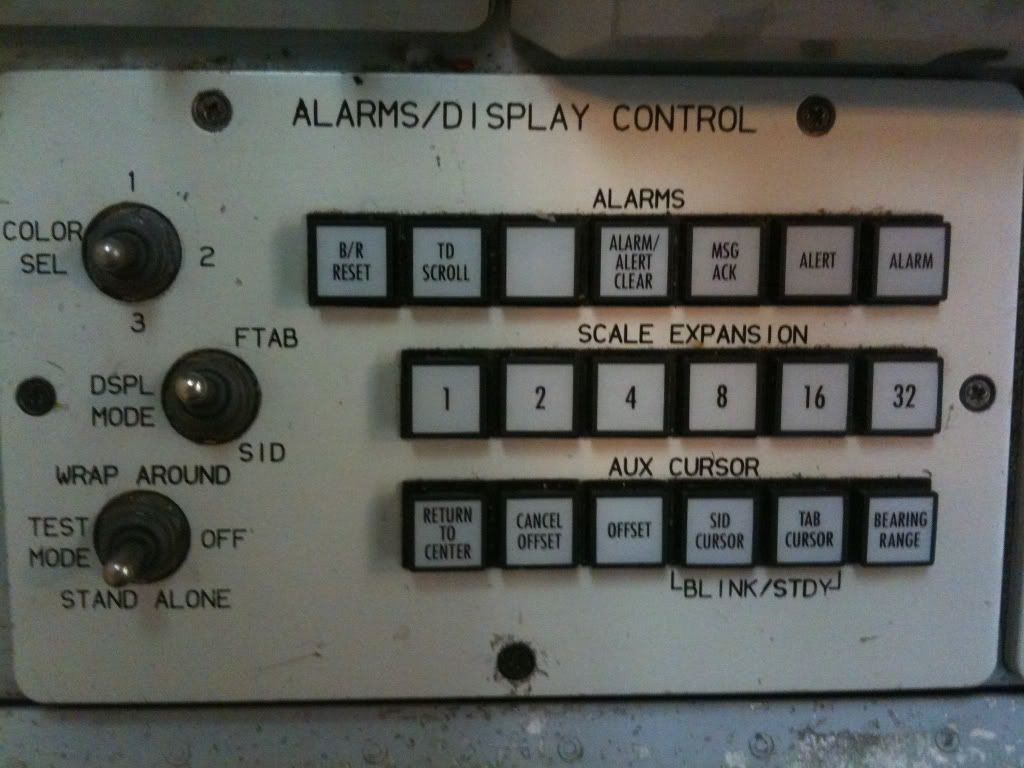 ALARMS/DISPLAY CONTROL
1
COLOR
SEL
2
3
FTAB
DSPL
MODE
SID
WRAP AROUND
TEST
MODE
OFF
STAND ALONE
ALARMS
B/R
RESET
TD
SCROLL
ALARM/
ALERT
CLEAR
MSG
ACK
ALERT
ALARM
SCALE EXPANSION
1
2
4
8
16
32
AUX CURSOR
RETURN
TO
CENTER
CANCEL
OFFSET
OFFSET
SID
CURSOR
TAB
CURSOR
BEARING
RANGE
BLINK/STDY